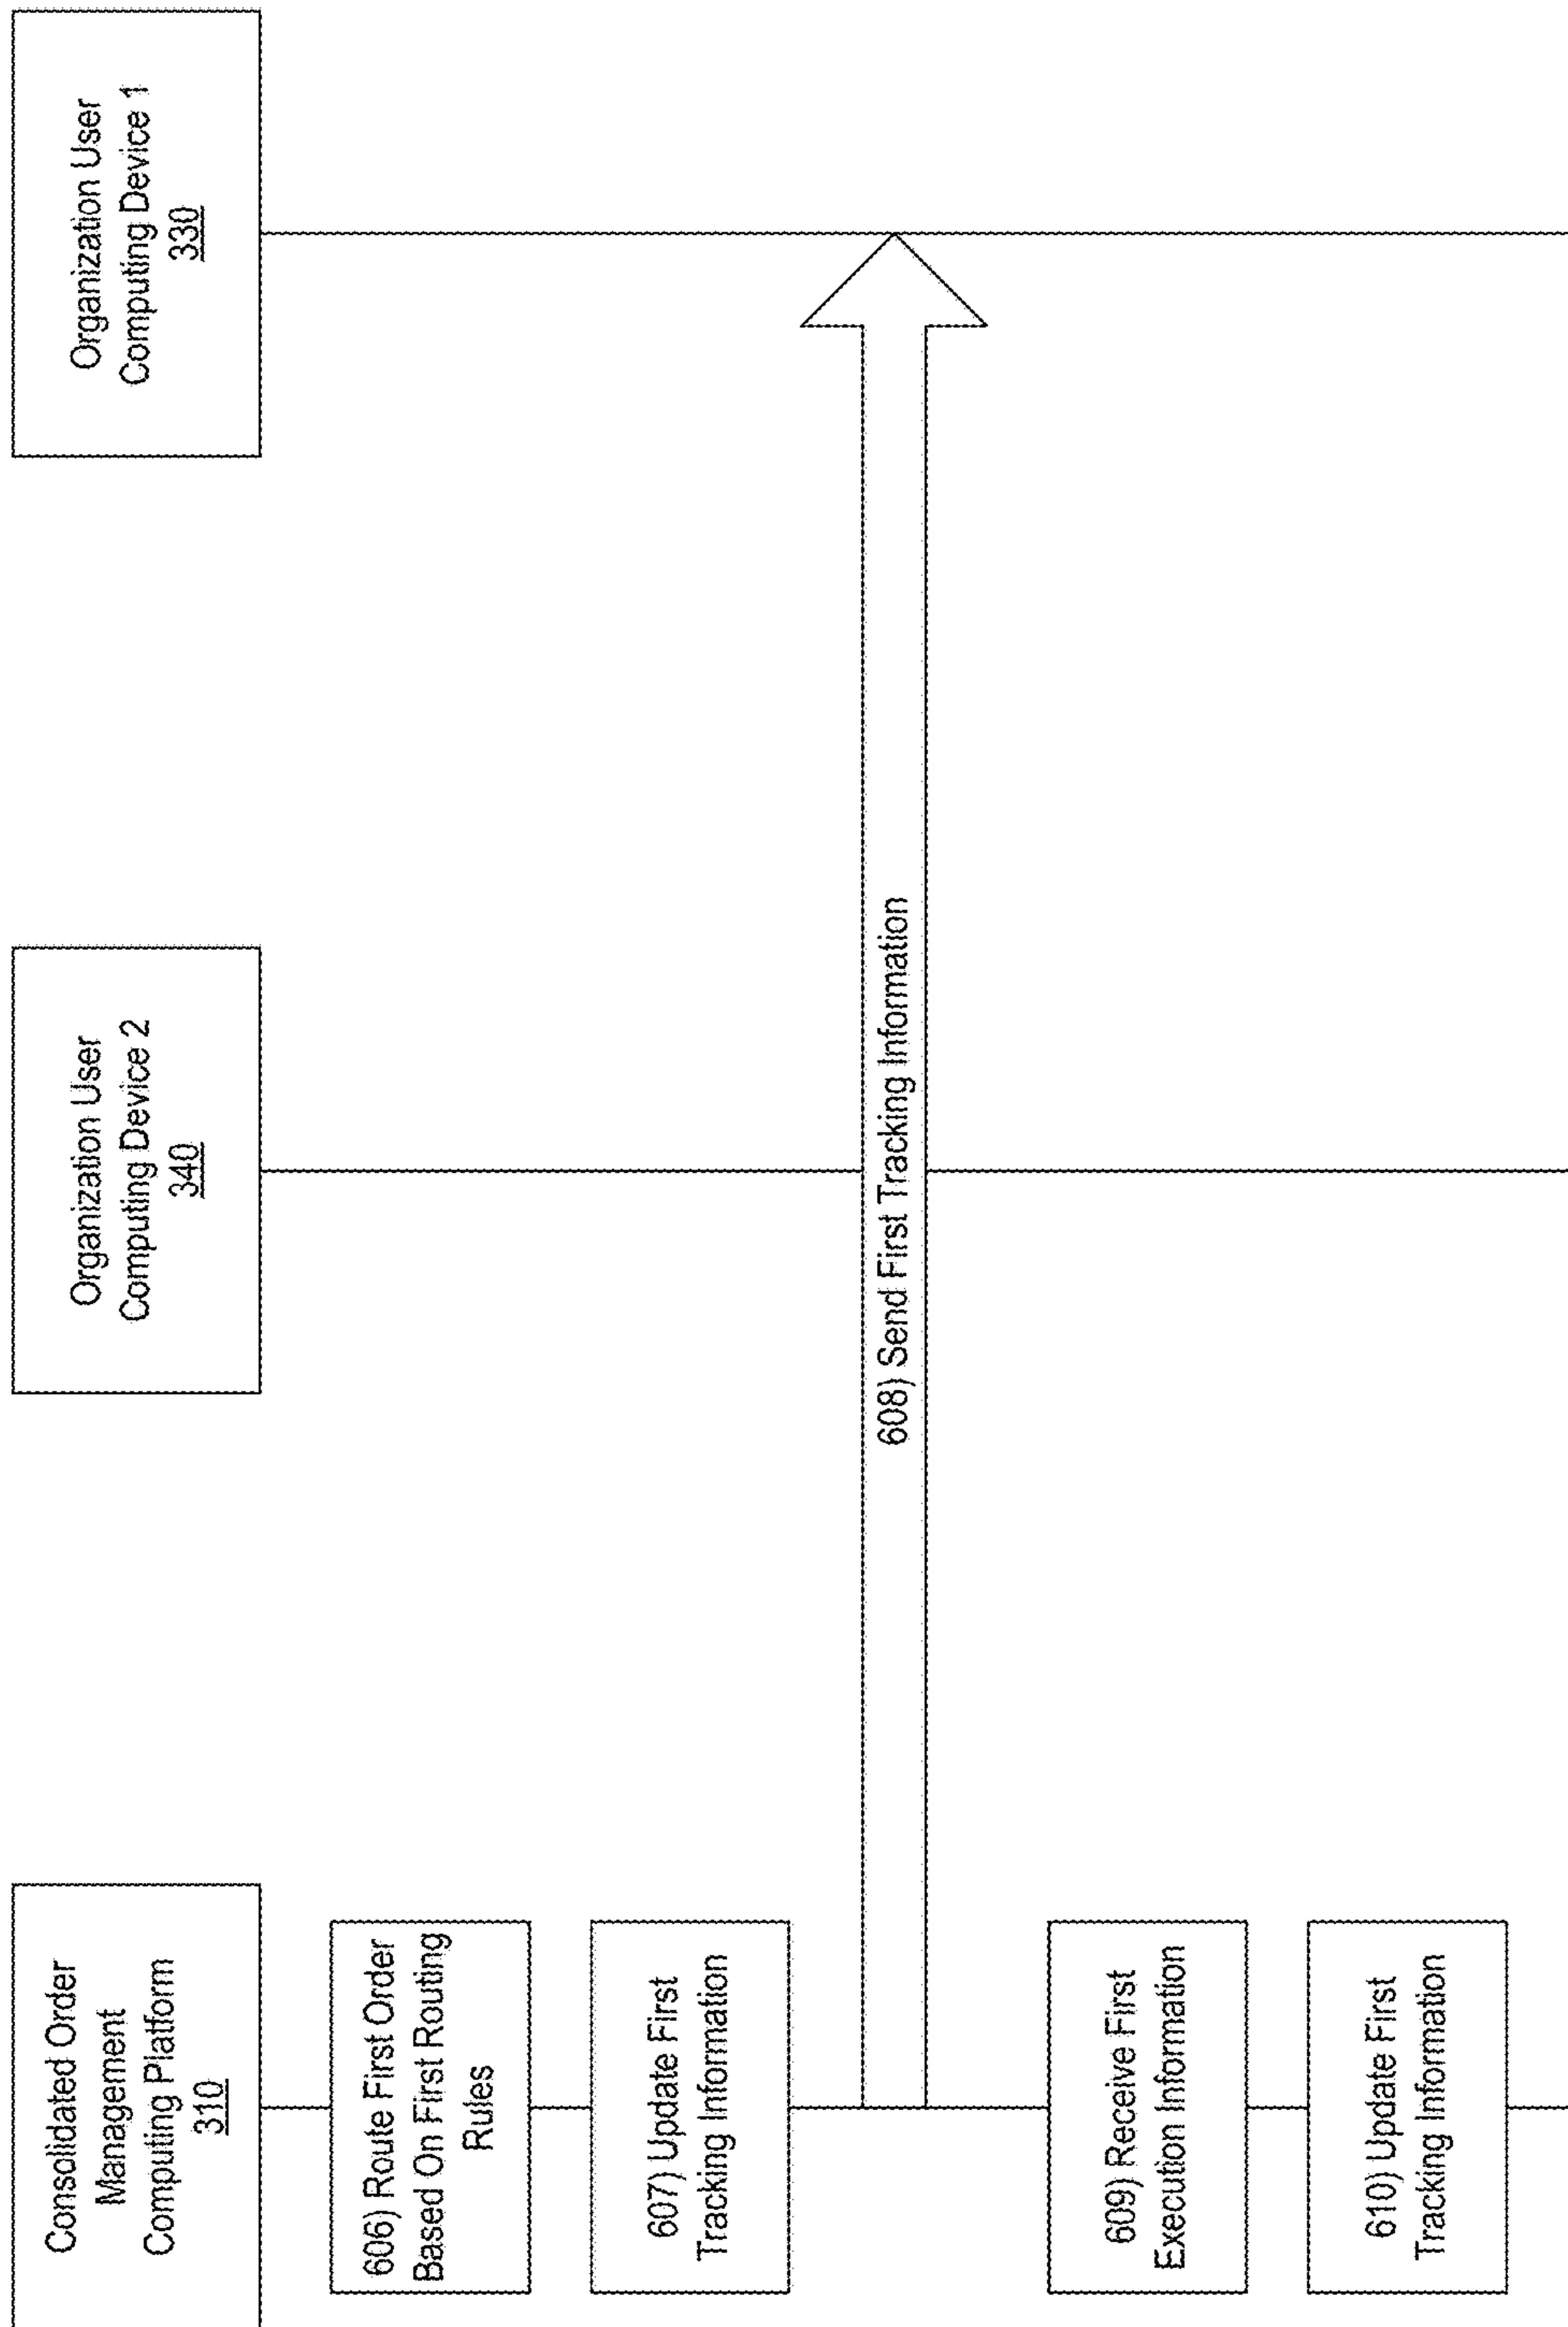 Consolidated Order
Management
Computing Platform
310
Organization User
Computing Device 2
340
Organization User
Computing Device 1
330
606) Route First Order
Based On First Routing
Rules
607) Update First
Tracking Information
608) Send First Tracking Information
609) Receive First
Execution Information
610) Update First
Tracking Information